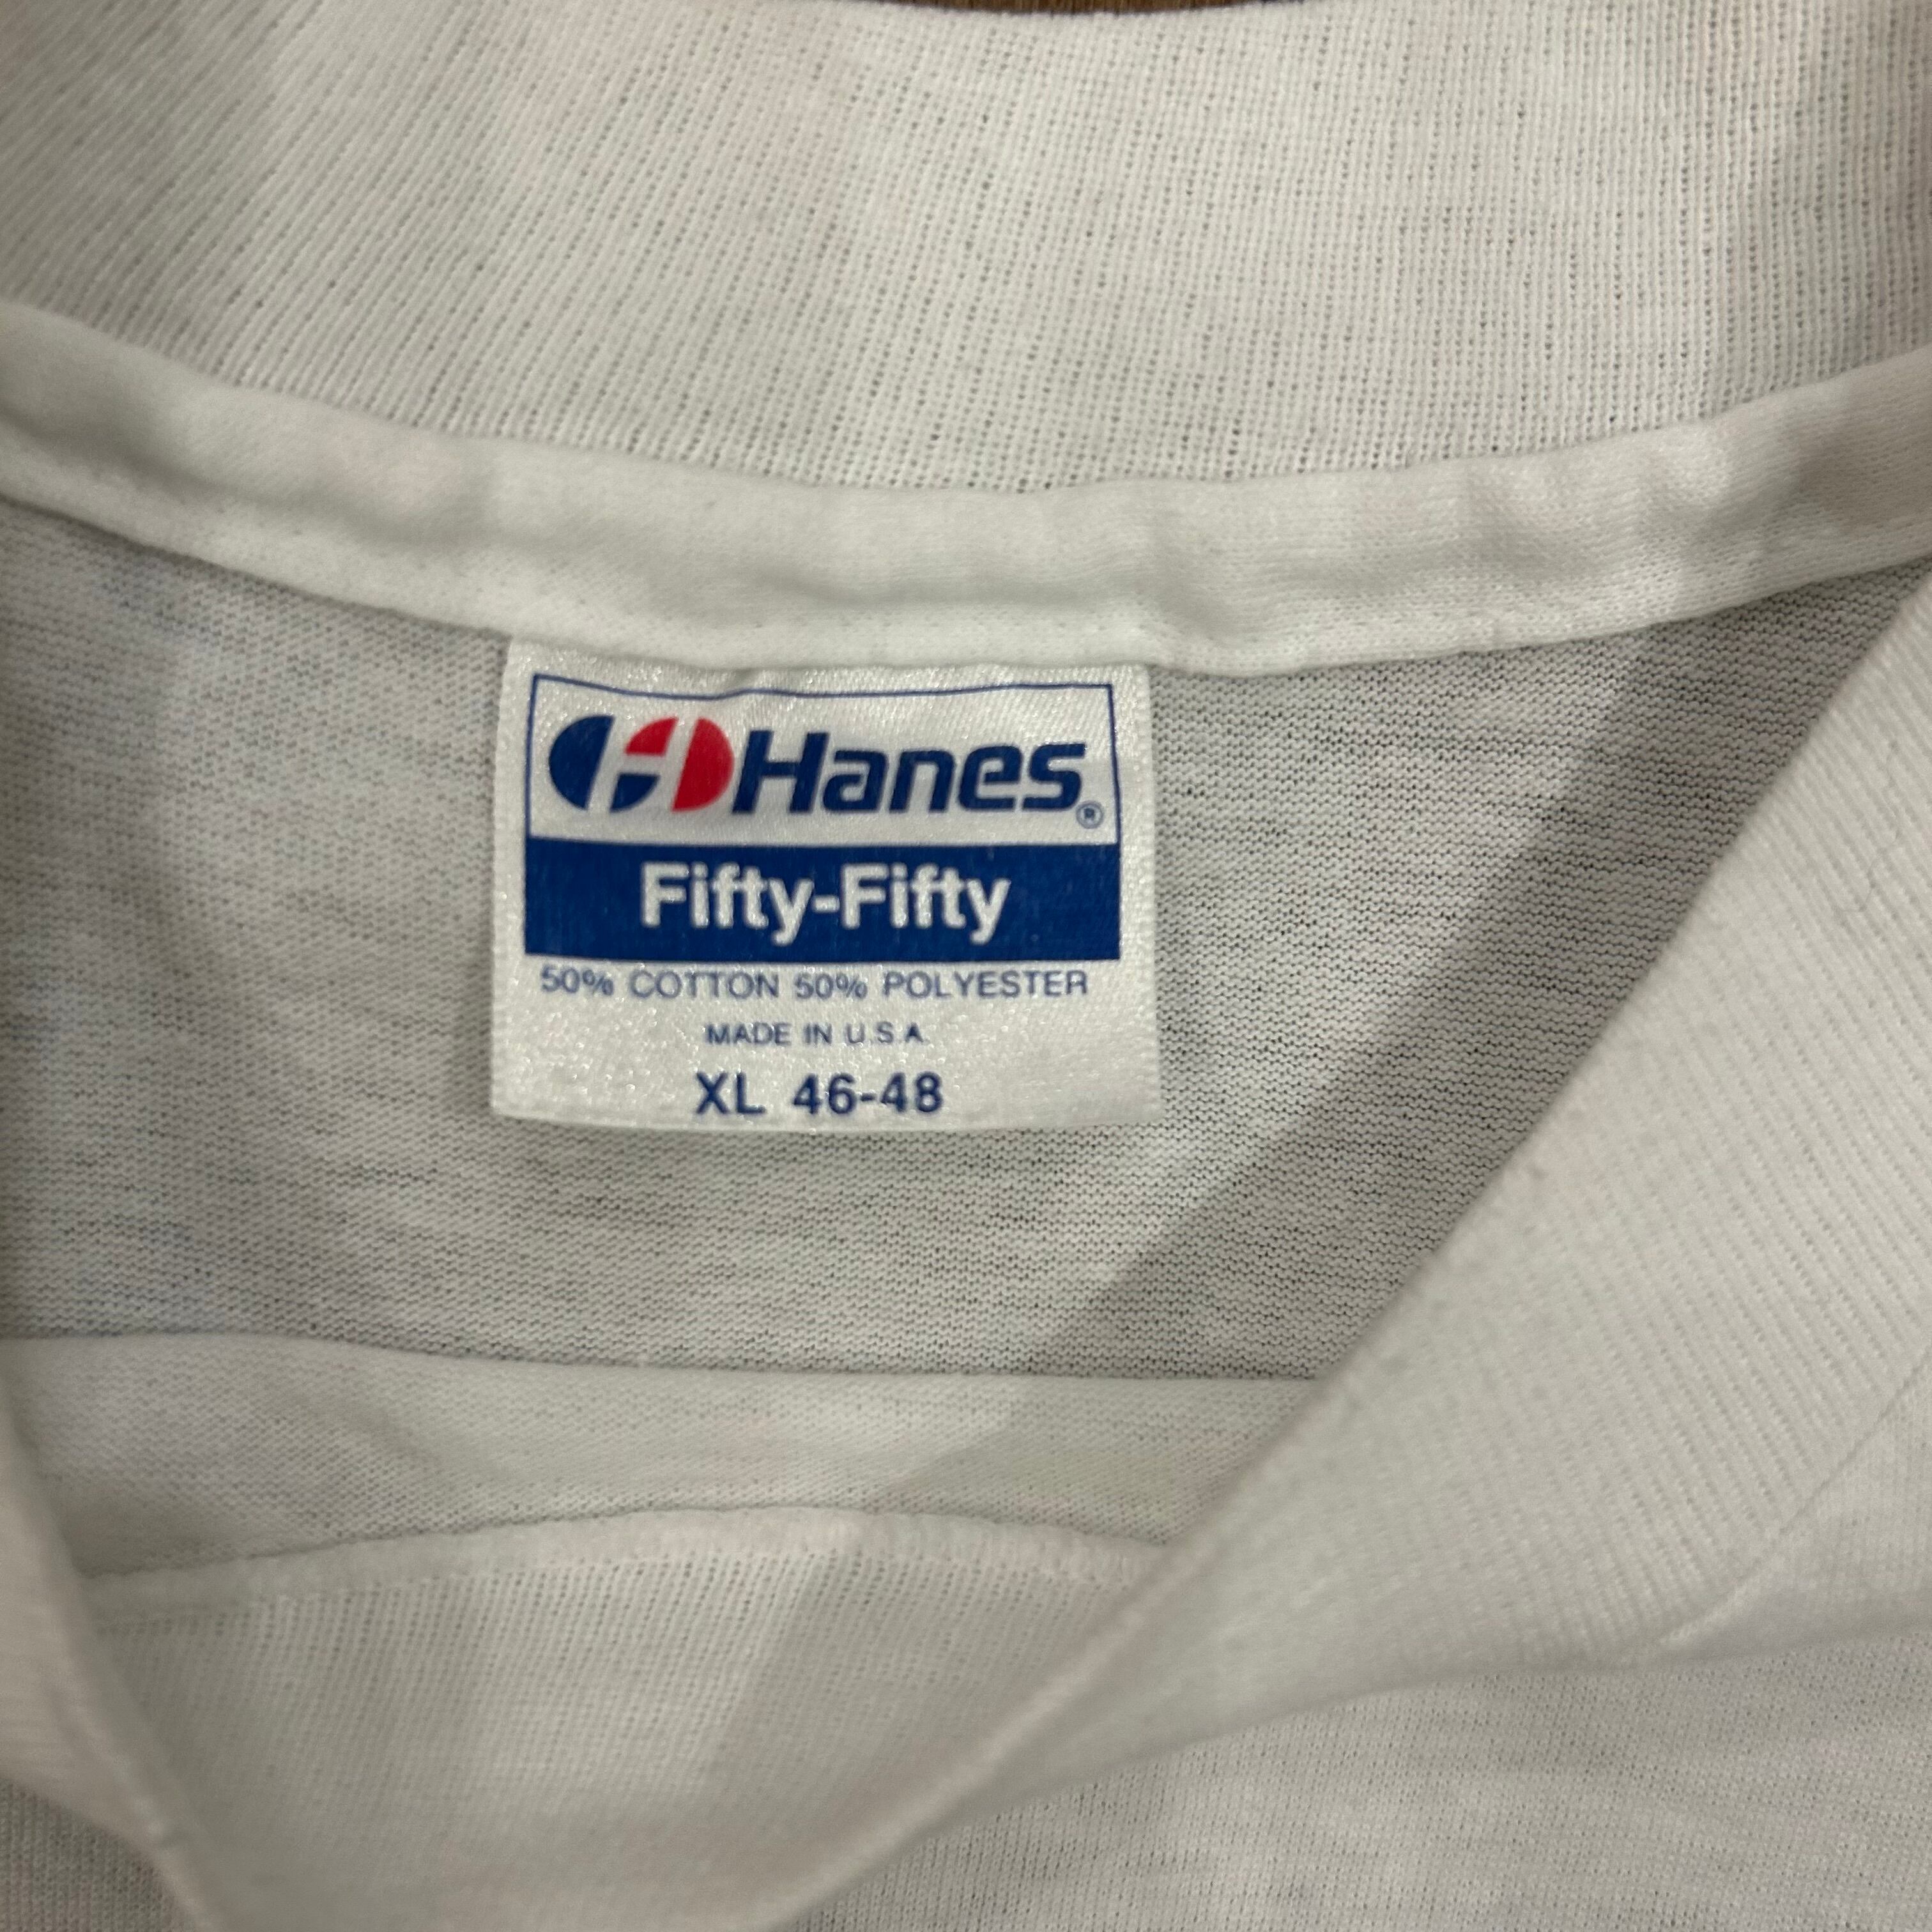 Hanes®
Fifty-Fifty
50% COTTON 50% POLYESTER
MADE IN U.S.A.
XL 46-48